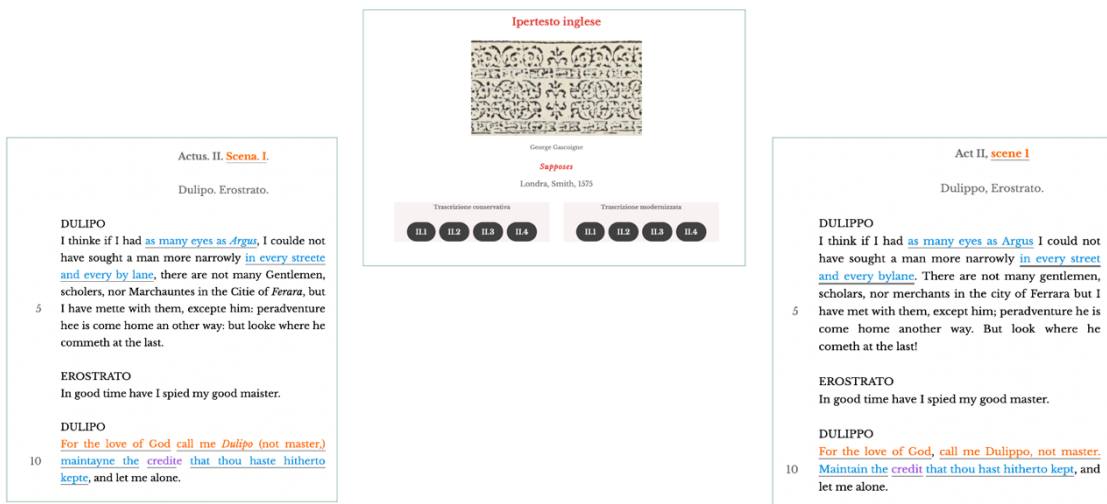 Ipertesto inglese
George Gascoigne
Supposes
Londra, Smith, 1575
Trascrizione conservativa
II.1 II.2 II.3 II.4
Trascrizione modernizzata
II.1 II.2 II.3 II.4
Actus. II. Scena. I.
Dulipo. Erostrato.
DULIPO
I thinke if I had as many eyes as Argus, I coulde not
have sought a man more narrowly in every streete
and every by lane, there are not many Gentlemen,
scholers, nor Marchauntes in the Citie of Ferara, but
5 I have mette with them, excepte him: peradventure
hee is come home an other way: but looke where he
commeth at the last.
EROSTRATO
In good time have I spied my good maister.
DULIPO
For the love of God call me Dulipo (not master,)
10 maintayne the credite that thou haste hitherto
kepte, and let me alone.
Act II, scene 1
Dulippo, Erostrato.
DULIPPO
I think if I had as many eyes as Argus I could not
have sought a man more narrowly in every street
and every bylane. There are not many gentlemen,
scholars, nor merchants in the city of Ferrara but I
5 have met with them, except him; peradventure he is
come home another way. But look where he
cometh at the last!
EROSTRATO
In good time have I spied my good master.
DULIPPO
For the love of God, call me Dulippo, not master.
10 Maintain the credit that thou hast hitherto kept, and
let me alone.